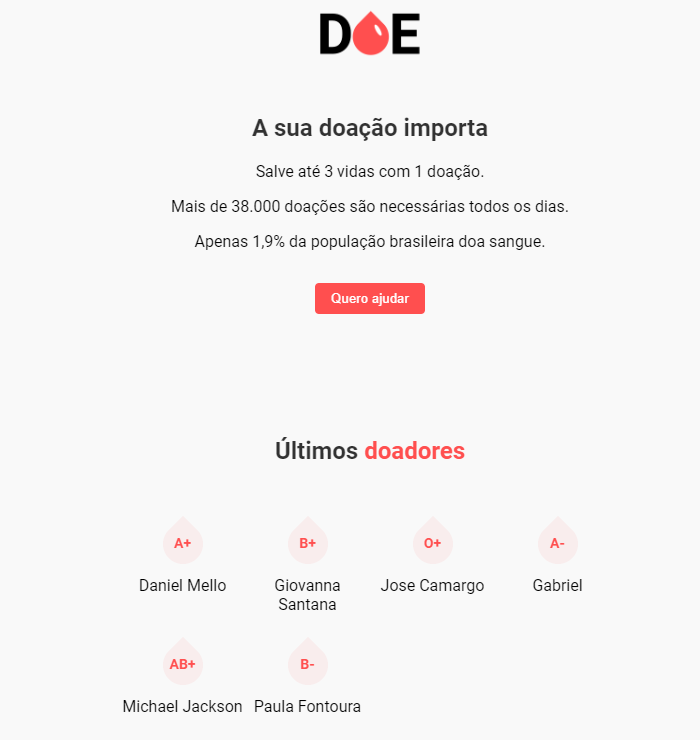 DOE
A sua doação importa
Salve até 3 vidas com 1 doação.
Mais de 38.000 doações são necessárias todos os dias.
Apenas 1,9% da população brasileira doa sangue.
Quero ajudar
Últimos doadores
A+
Daniel Mello
B+
Giovanna
Santana
O+
Jose Camargo
A-
Gabriel
AB+
Michael Jackson
B-
Paula Fontoura